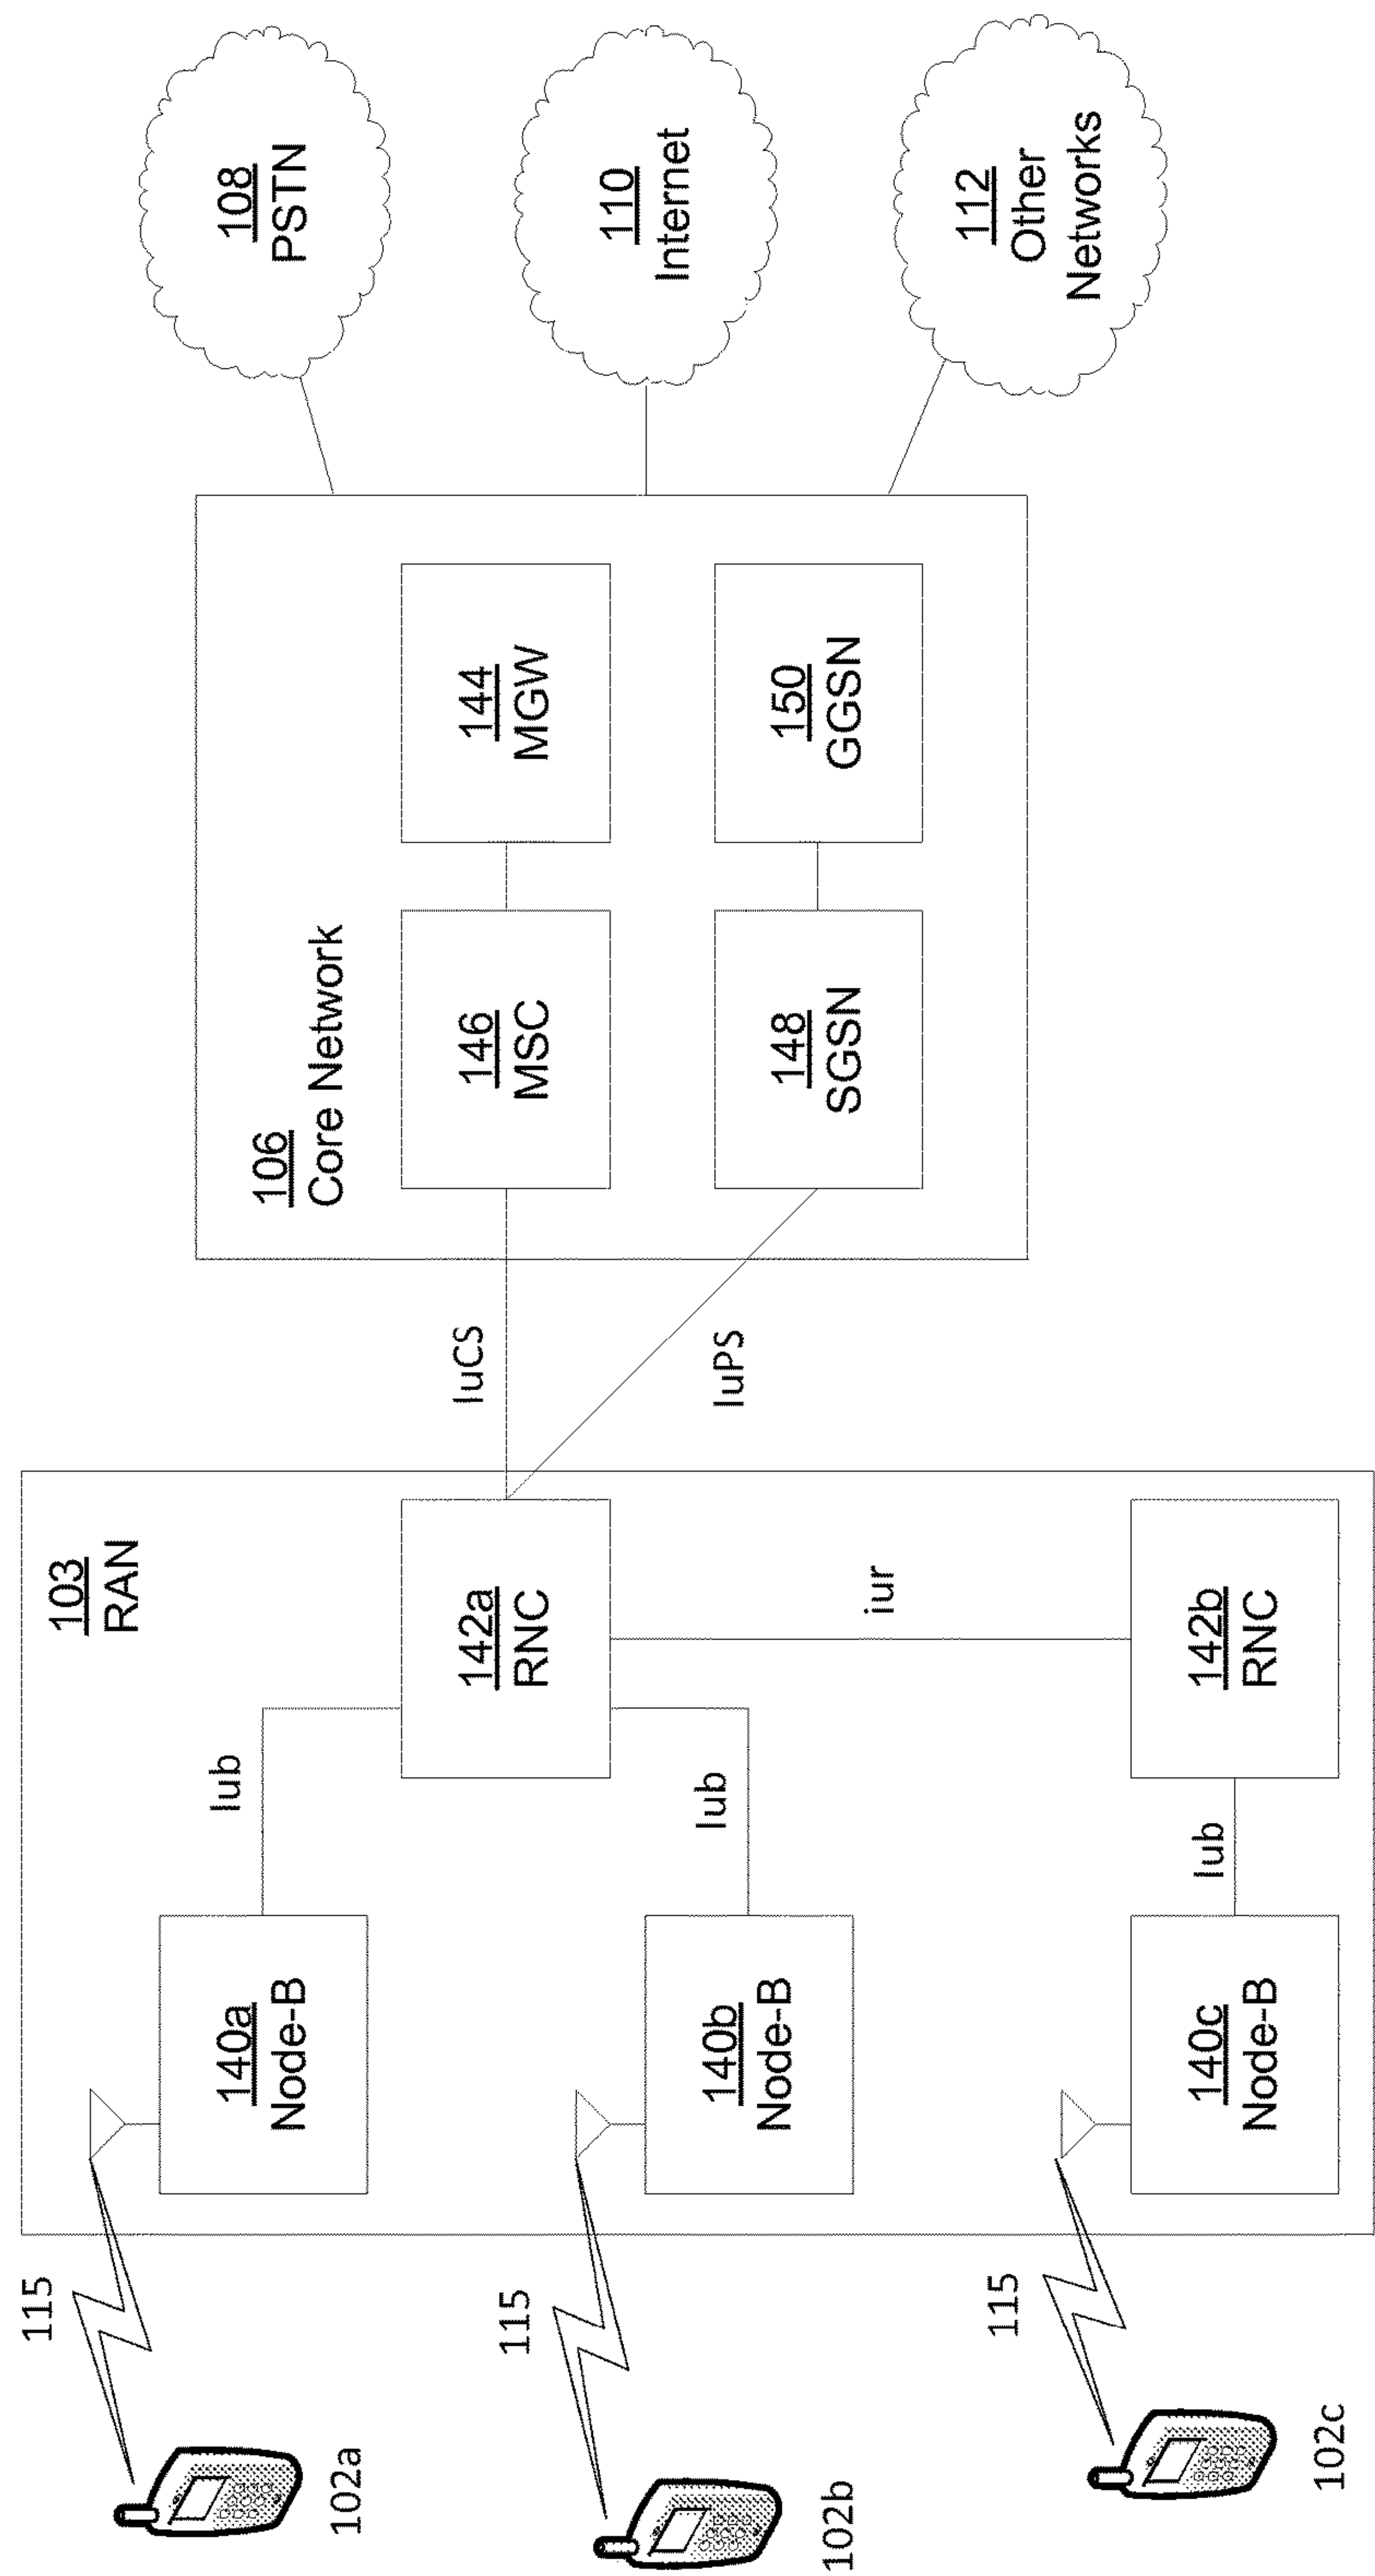 115
102a
115
102b
115
102c
103
RAN
140a
Node-B
140b
Node-B
140c
Node-B
Iub
Iub
Iub
142a
RNC
iur
142b
RNC
IuCS
IuPS
106
Core Network
146
MSC
144
MGW
148
SGSN
150
GGSN
108
PSTN
110
Internet
112
Other
Networks